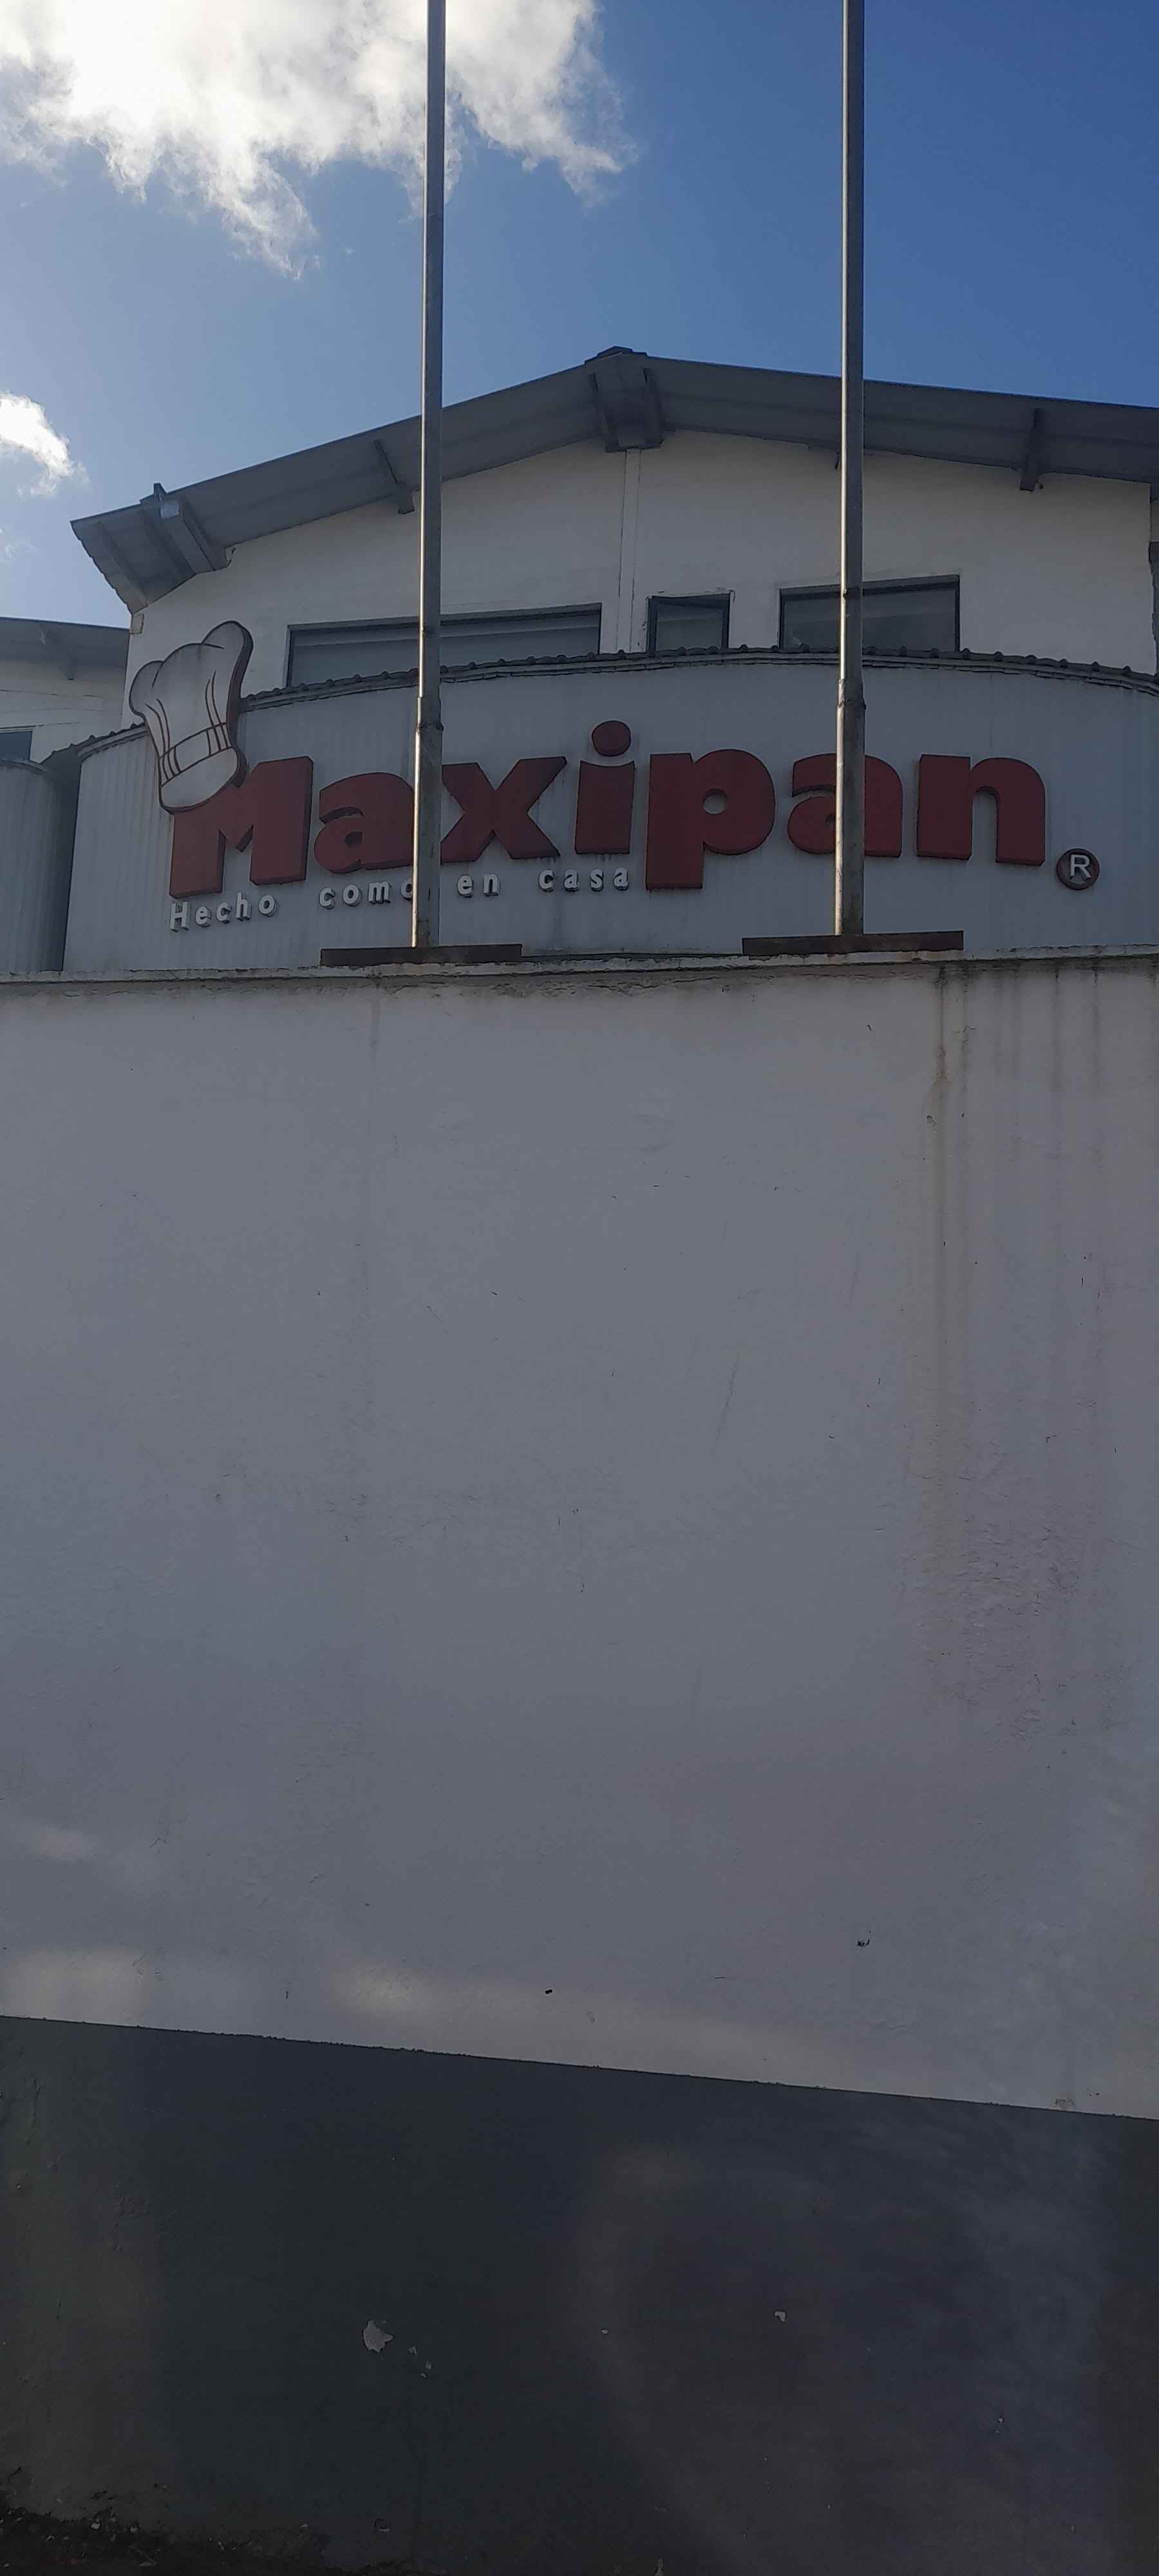 Maxipan ®
Hecho como en casa